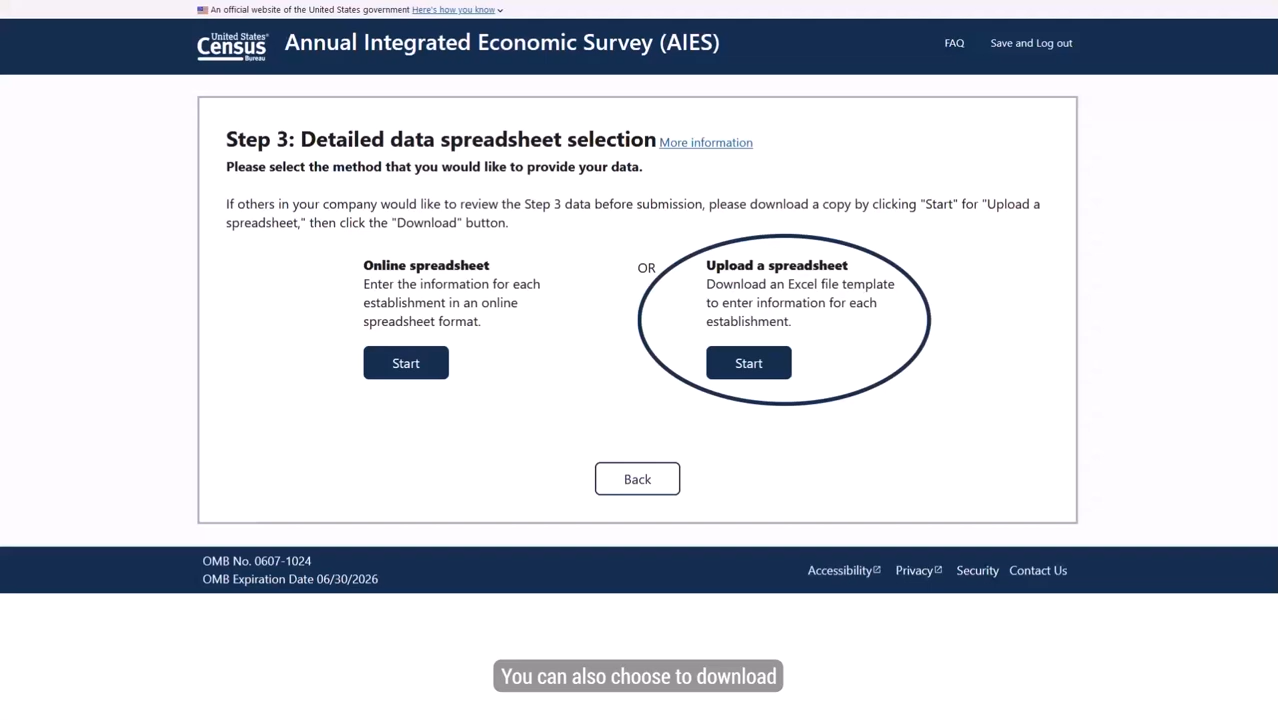 An official website of the United States government Here's how you know
United States®
Census
Bureau
Annual Integrated Economic Survey (AIES)
FAQ
Save and Log out
Step 3: Detailed data spreadsheet selection More information
Please select the method that you would like to provide your data.
If others in your company would like to review the Step 3 data before submission, please download a copy by clicking "Start" for "Upload a
spreadsheet," then click the "Download" button.
Online spreadsheet
Enter the information for each
establishment in an online
spreadsheet format.
Start
OR
Upload a spreadsheet
Download an Excel file template
to enter information for each
establishment.
Start
Back
OMB No. 0607-1024
OMB Expiration Date 06/30/2026
Accessibility
Privacy
Security
Contact Us
You can also choose to download